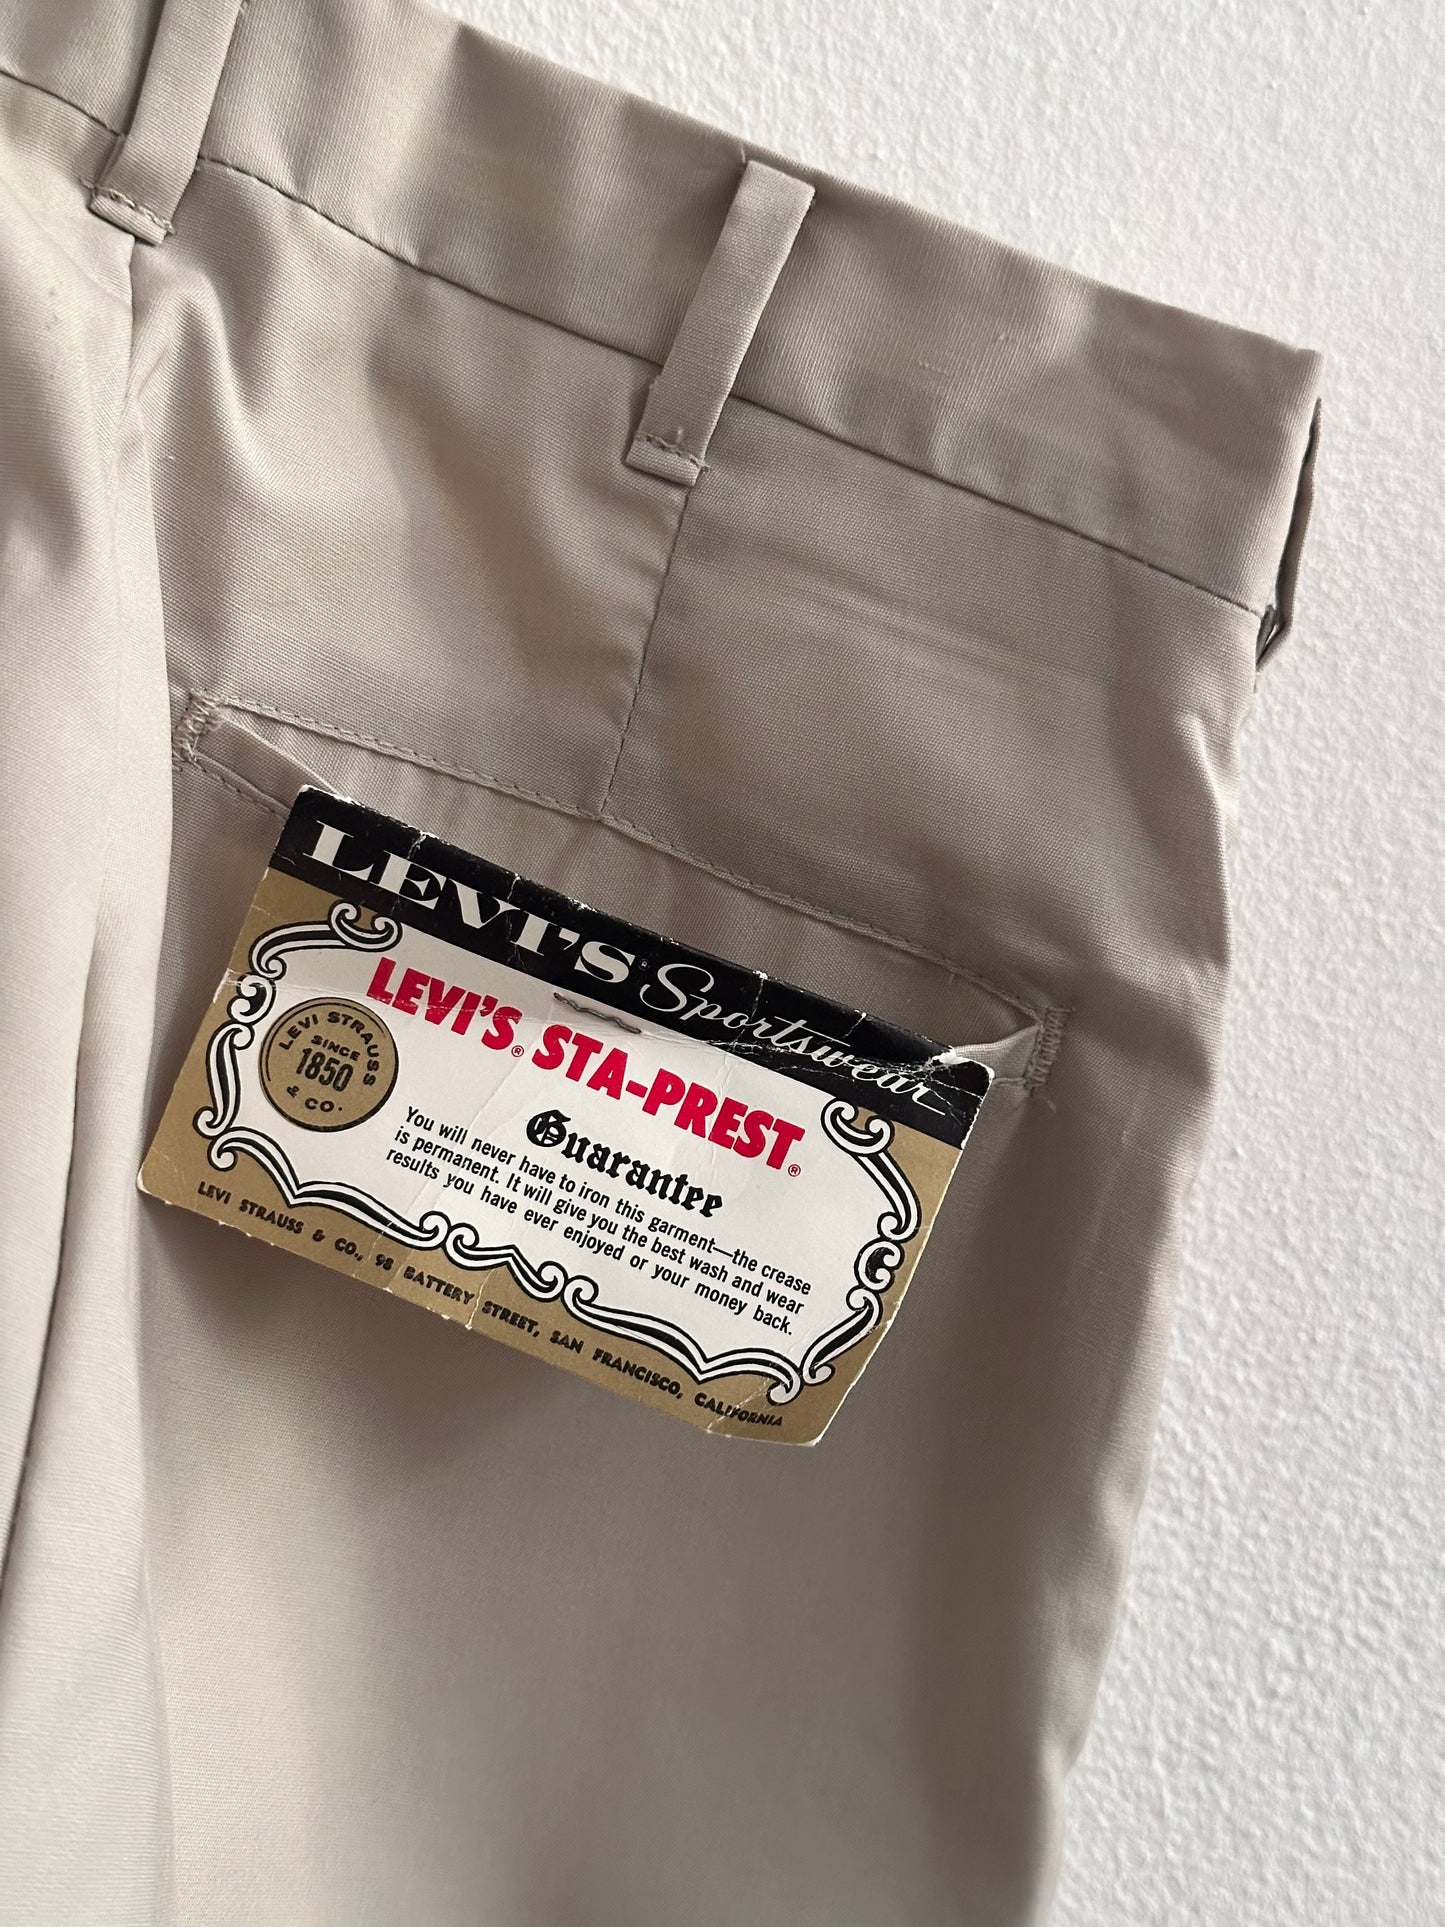 LEVI'S® Sportswear
LEVI'S® STA-PREST®
LEVI STRAUSS
SINCE
1850
& CO.
Guarantee
You will never have to iron this garment—the crease
is permanent. It will give you the best wash and wear
results you have ever enjoyed or your money back.
LEVI STRAUSS & CO., 98 BATTERY STREET, SAN FRANCISCO, CALIFORNIA